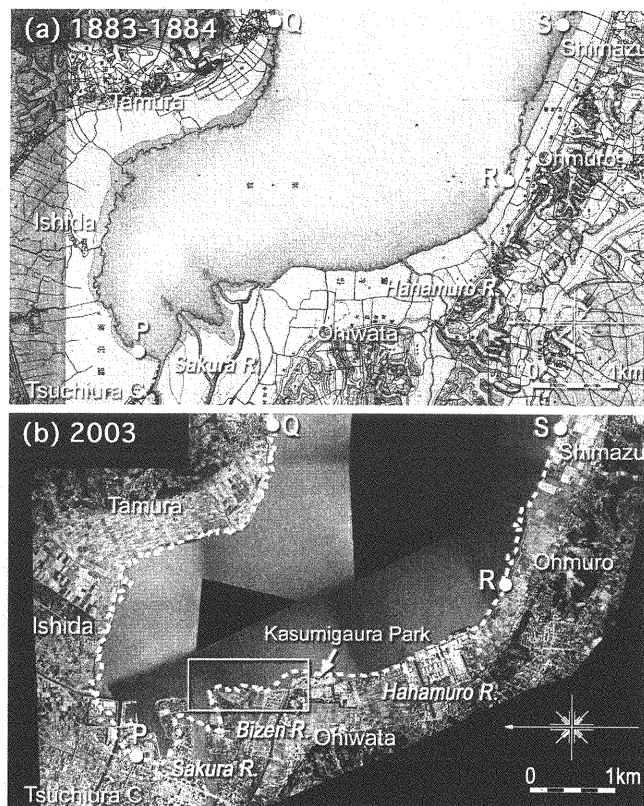 (a) 1883-1884
Q
S
Shimazu
Tamura
Ohmuro
R
Ishida
Hanamuro R.
P
Ohiwata
Sakura R.
Tsuchiura C.
0 1km
(b) 2003
Q
S
Shimazu
Tamura
Ohmuro
R
Ishida
Kasumigaura Park
Hanamuro R.
P
Bizen R.
Ohiwata
Sakura R.
Tsuchiura C.
0 1km